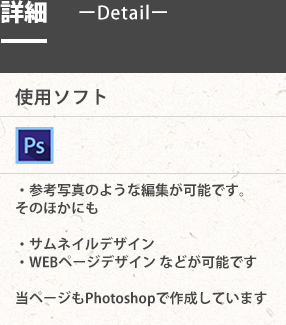 詳細 ーDetailー
使用ソフト
Ps
・参考写真のような編集が可能です。
そのほかにも
・サムネイルデザイン
・WEBページデザイン などが可能です
当ページもPhotoshopで作成しています